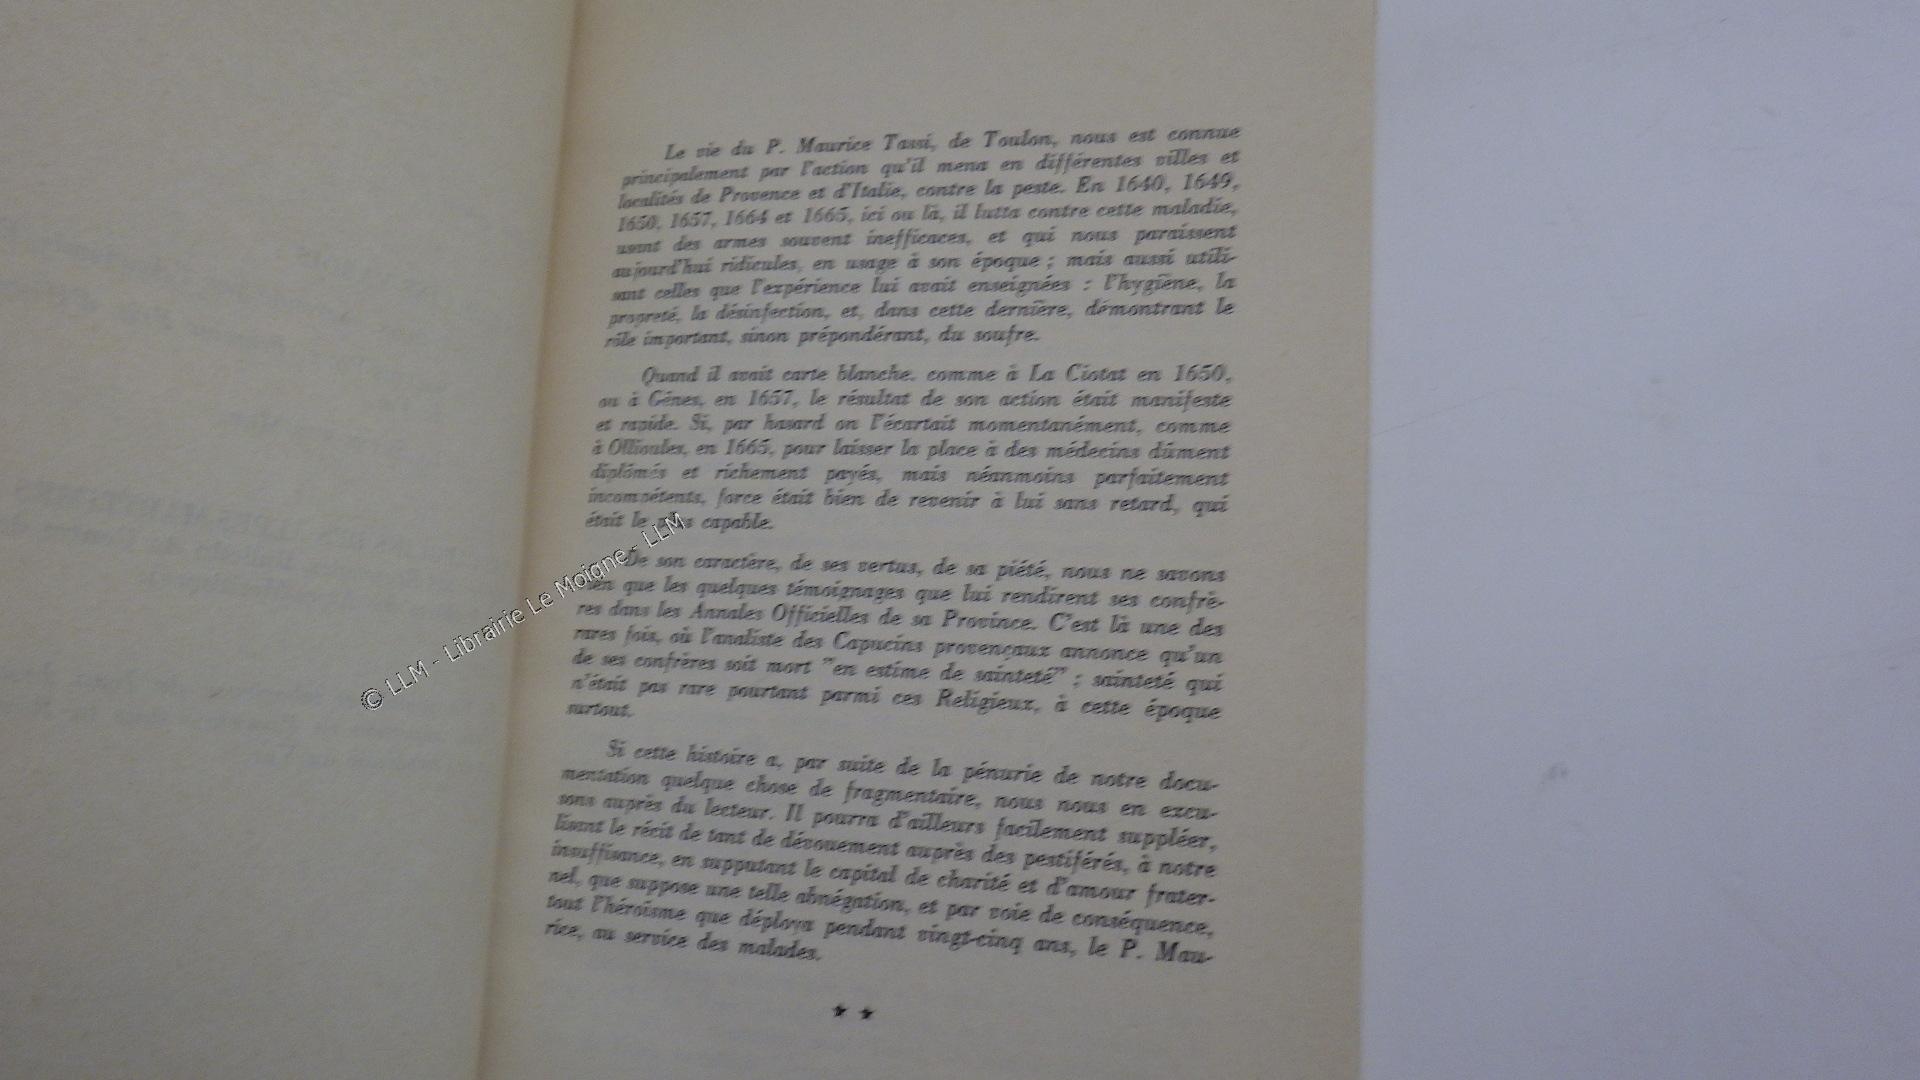 Le vie du P. Maurice Tassi, de Toulon, nous est connue
principalement par l'action qu'il mena en différentes villes et
localités de Provence et d'Italie, contre la peste. En 1640, 1649,
1650, 1657, 1664 et 1665, ici ou là, il lutta contre cette maladie,
usant des armes souvent inefficaces, et qui nous paraissent
aujourd'hui ridicules, en usage à son époque ; mais aussi utili-
sant celles que l'expérience lui avait enseignées : l'hygiène, la
propreté, la désinfection, et, dans cette dernière, démontrant le
rôle important, sinon prépondérant, du soufre.
Quand il avait carte blanche, comme à La Ciotat en 1650,
ou à Gênes, en 1657, le résultat de son action était manifeste
et rapide. Si, par hasard on l'écartait momentanément, comme
à Ollioules, en 1665, pour laisser la place à des médecins dûment
diplômés et richement payés, mais néanmoins parfaitement
incompétents, force était bien de revenir à lui sans retard, qui
était le plus capable.
De son caractère, de ses vertus, de sa piété, nous ne savons
rien que les quelques témoignages que lui rendirent ses confrè-
res dans les Annales Officielles de sa Province. C'est là une des
rares fois, où l'analiste des Capucins provençaux annonce qu'un
de ses confrères soit mort "en estime de sainteté" ; sainteté qui
n'était pas rare pourtant parmi ces Religieux, à cette époque
surtout.
Si cette histoire a, par suite de la pénurie de notre docu-
mentation quelque chose de fragmentaire, nous nous en excu-
sons auprès du lecteur. Il pourra d'ailleurs facilement suppléer,
lisant le récit de tant de dévouement auprès des pestiférés, à notre
insuffisance, en supputant le capital de charité et d'amour frater-
nel, que suppose une telle abnégation, et par voie de conséquence,
tout l'héroïsme que déploya pendant vingt-cinq ans, le P. Mau-
rice, au service des malades.
© LLM - Librairie Le Moigne - LLM